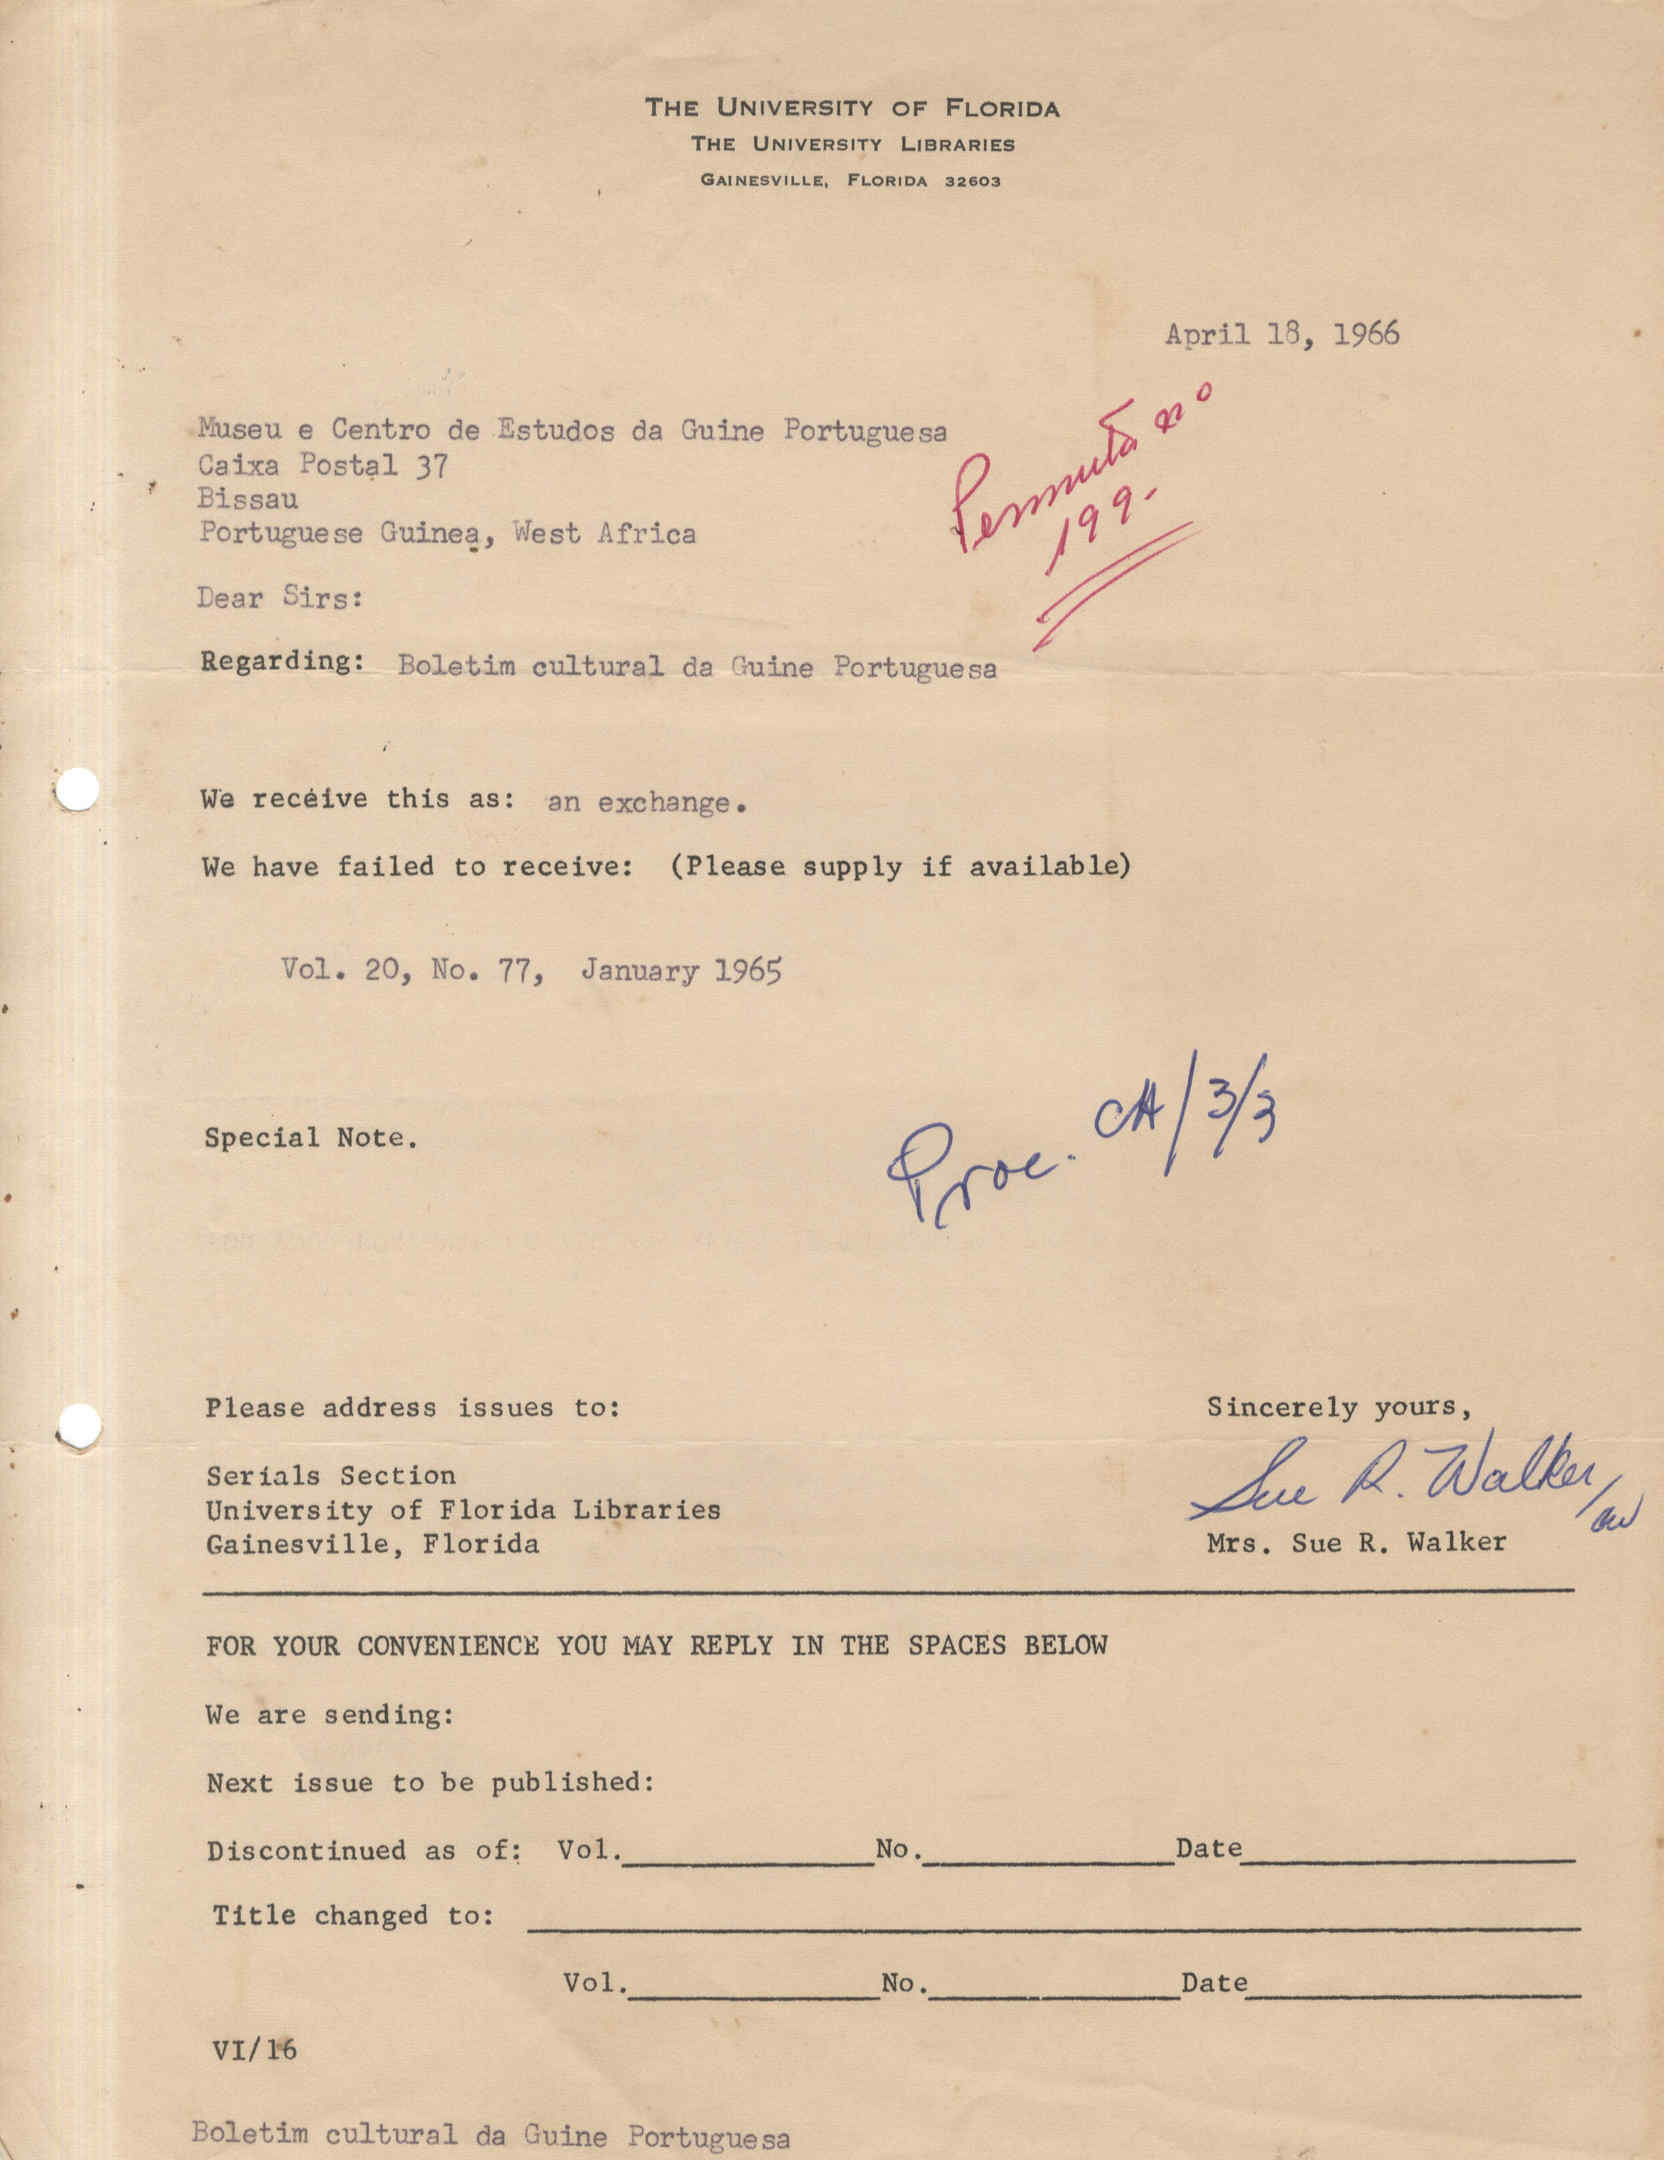 THE UNIVERSITY OF FLORIDA
THE UNIVERSITY LIBRARIES
GAINESVILLE, FLORIDA 32603
April 18, 1966
Museu e Centro de Estudos da Guine Portuguesa
Caixa Postal 37
Bissau
Portuguese Guinea, West Africa
Permuta nº
199.
Dear Sirs:
Regarding: Boletim cultural da Guine Portuguesa
We receive this as: an exchange.
We have failed to receive: (Please supply if available)
Vol. 20, No. 77, January 1965
Special Note.
Proc. CA/3/3
Please address issues to:
Sincerely yours,
Serials Section
University of Florida Libraries
Gainesville, Florida
Sue R. Walker
Mrs. Sue R. Walker
FOR YOUR CONVENIENCE YOU MAY REPLY IN THE SPACES BELOW
We are sending:
Next issue to be published:
Discontinued as of: Vol. No. Date
Title changed to:
Vol. No. Date
VI/16
Boletim cultural da Guine Portuguesa